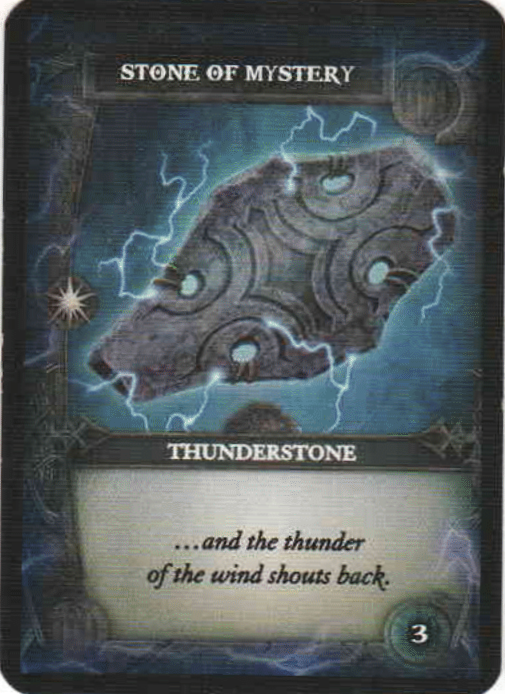 STONE OF MYSTERY
THUNDERSTONE
...and the thunder
of the wind shouts back.
3